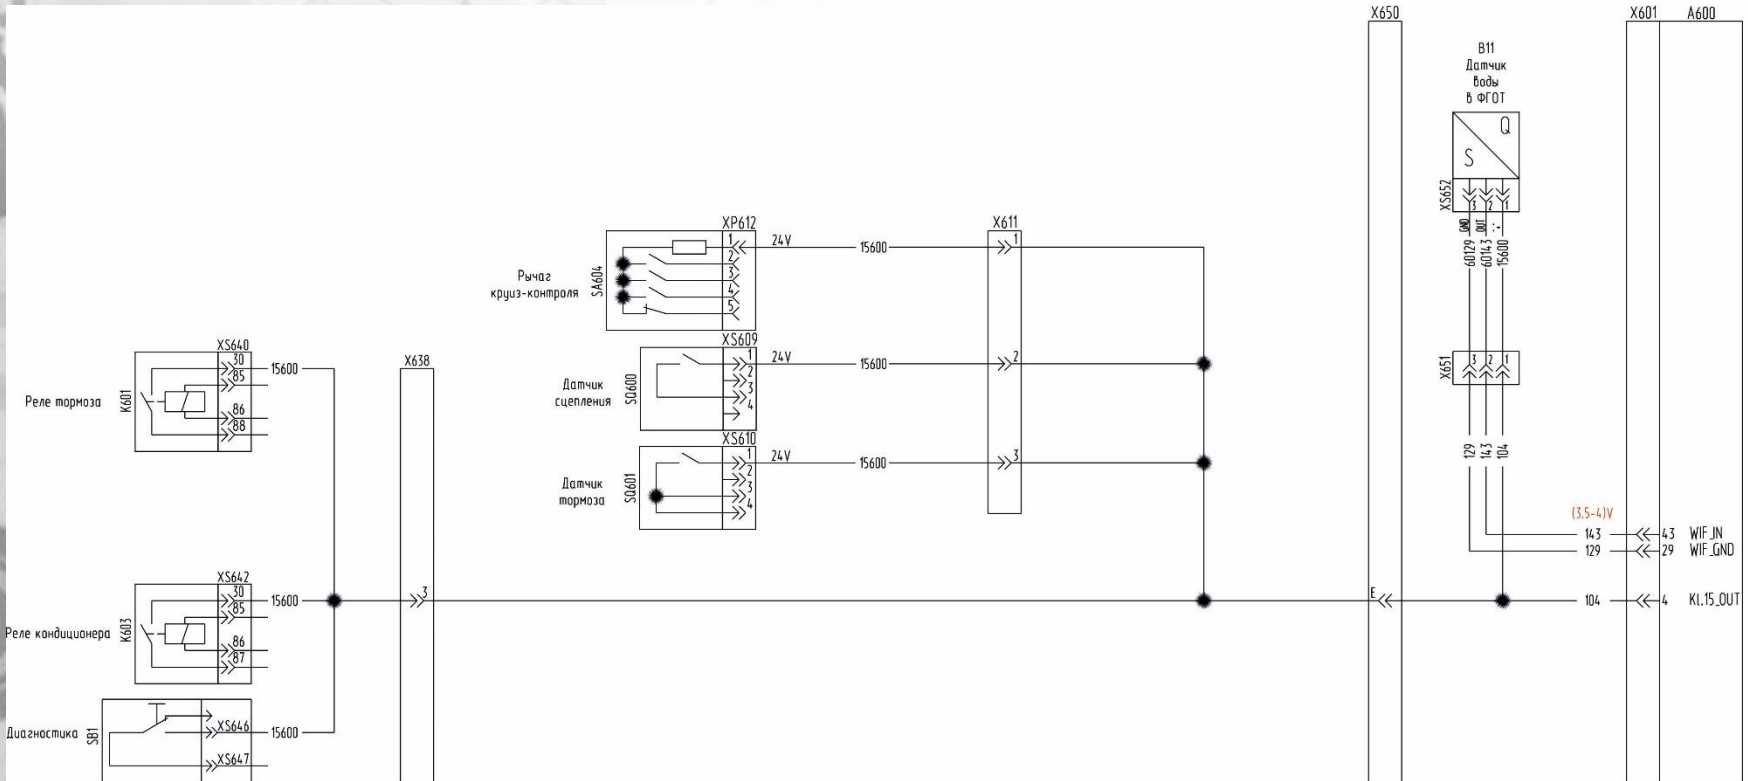 X650
X601 A600
B11
Датчик
воды
в ФГОТ
Q
S
XS652
3 2 1
GND OUT
60129 60143 15600
XP612
1 24V 15600
2
3
4
5
Рычаг
круиз-контроля
SA604
X611
1
2
3
XS609
1 24V 15600
2
3
4
Датчик
сцепления
SQ600
XS610
1 24V 15600
2
3
4
Датчик
тормоза
SQ601
XS640
30 15600
85
86
88
Реле тормоза
K601
X638
3
X651
3 2 1
129 143 104
(3.5-4)V
143 43 WIF_IN
129 29 WIF_GND
E
104 4 KL.15_OUT
XS642
30 15600
85
86
87
Реле кондиционера
K603
Диагностика
SB1
XS646 15600
XS647